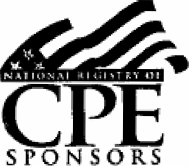 NATIONAL REGISTRY OF
CPE
SPONSORS